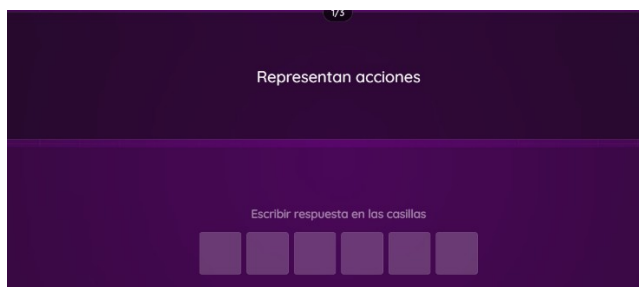 1/3
Representan acciones
Escribir respuesta en las casillas